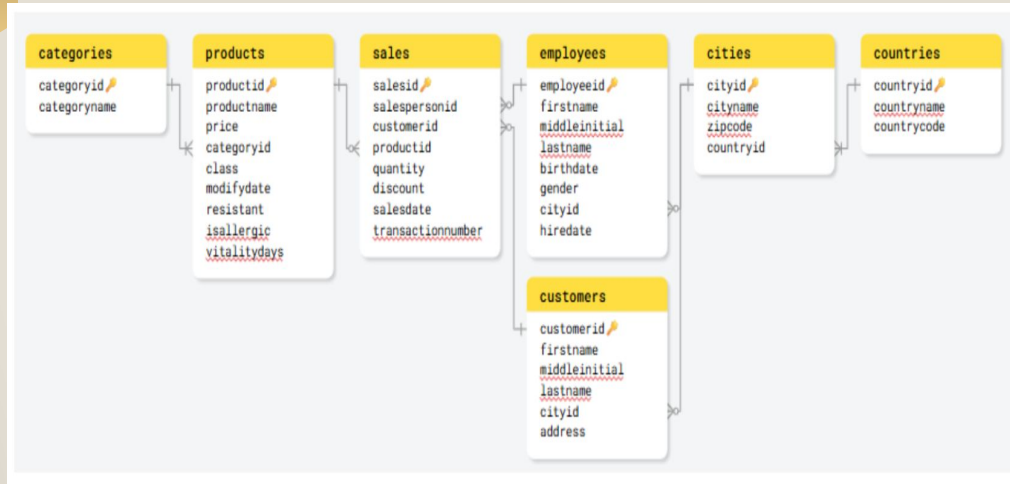 categories
categoryid
categoryname
products
productid
productname
price
categoryid
class
modifydate
resistant
isallergic
vitalitydays
sales
salesid
salespersonid
customerid
productid
quantity
discount
salesdate
transactionnumber
employees
employeeid
firstname
middleinitial
lastname
birthdate
gender
cityid
hiredate
customers
customerid
firstname
middleinitial
lastname
cityid
address
cities
cityid
cityname
zipcode
countryid
countries
countryid
countryname
countrycode